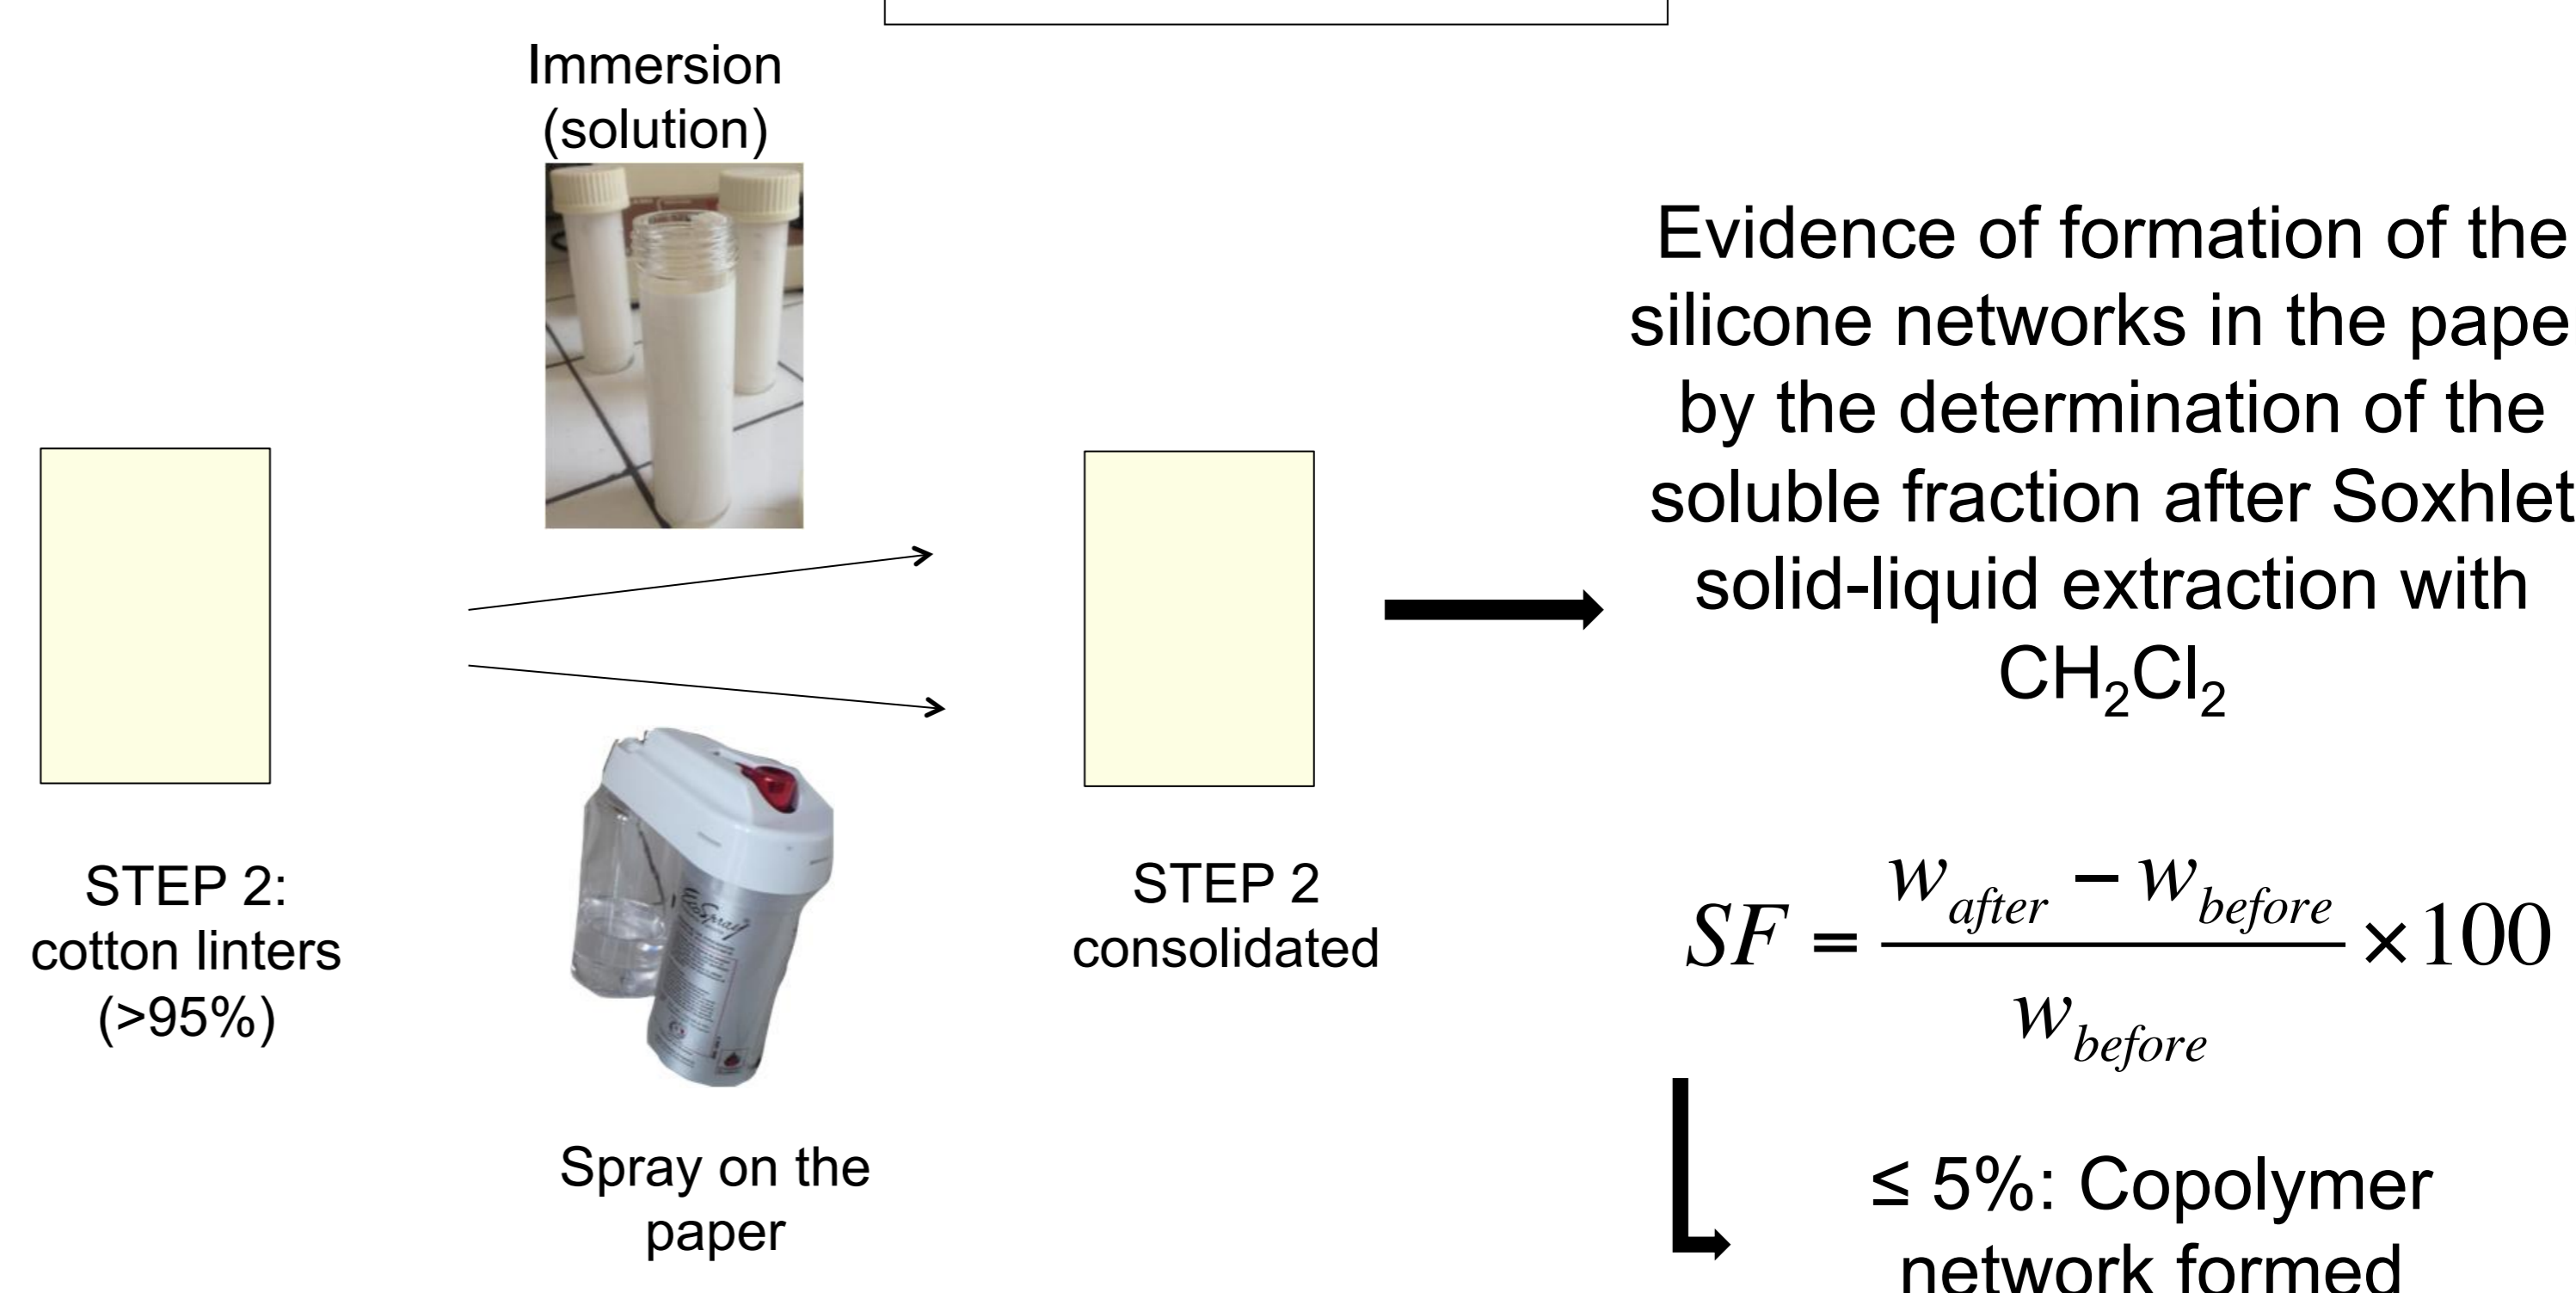 Immersion
(solution)
Evidence of formation of the
silicone networks in the pape
by the determination of the
soluble fraction after Soxhlet
solid-liquid extraction with
CH₂Cl₂
STEP 2:
cotton linters
(>95%)
EcoSpray
Spray on the
paper
STEP 2
consolidated
SF = (w_after − w_before) / w_before ×100
≤ 5%: Copolymer
network formed